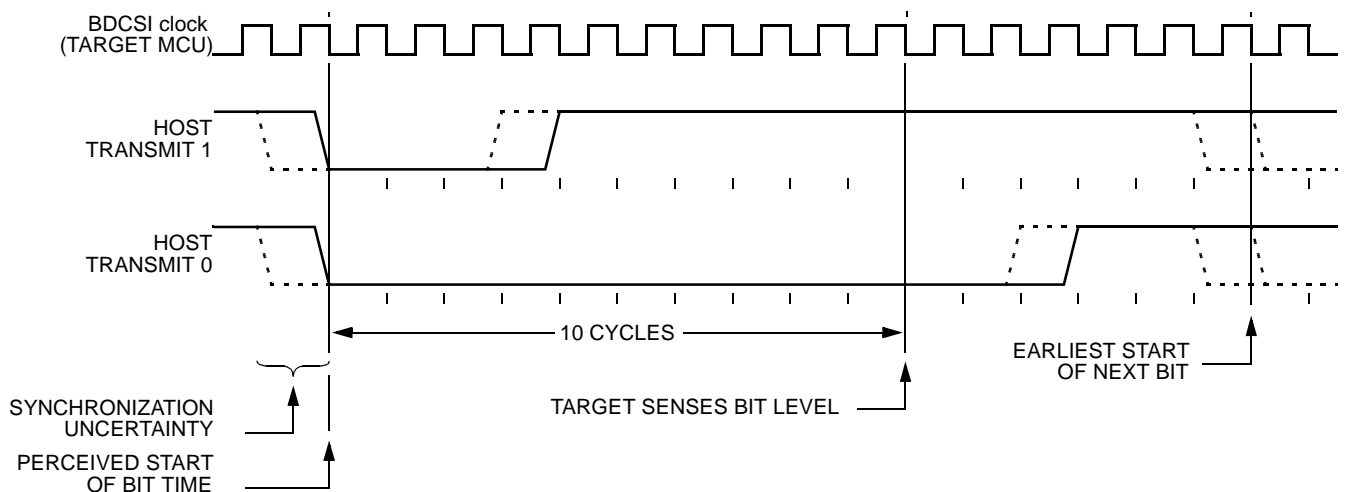 BDCSI clock
(TARGET MCU)
HOST
TRANSMIT 1
HOST
TRANSMIT 0
10 CYCLES
EARLIEST START
OF NEXT BIT
TARGET SENSES BIT LEVEL
SYNCHRONIZATION
UNCERTAINTY
PERCEIVED START
OF BIT TIME